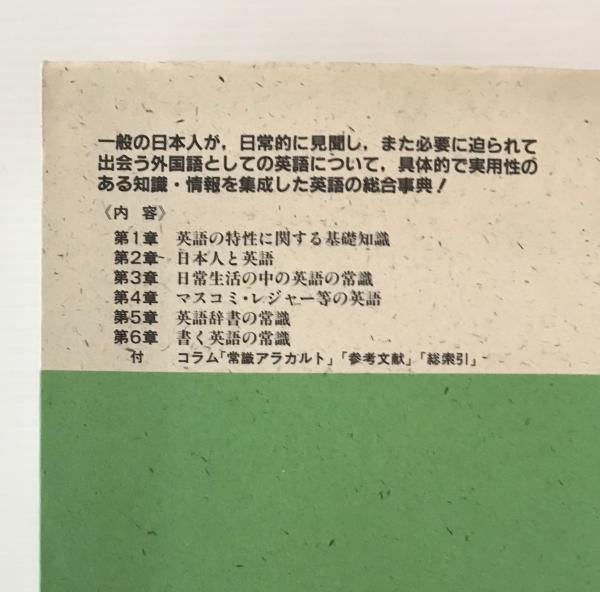 一般の日本人が，日常的に見聞し，また必要に迫られて
出会う外国語としての英語について，具体的で実用性の
ある知識・情報を集成した英語の総合事典！
《内 容》
第1章 英語の特性に関する基礎知識
第2章 日本人と英語
第3章 日常生活の中の英語の常識
第4章 マスコミ・レジャー等の英語
第5章 英語辞書の常識
第6章 書く英語の常識
付 コラム「常識アラカルト」「参考文献」「総索引」